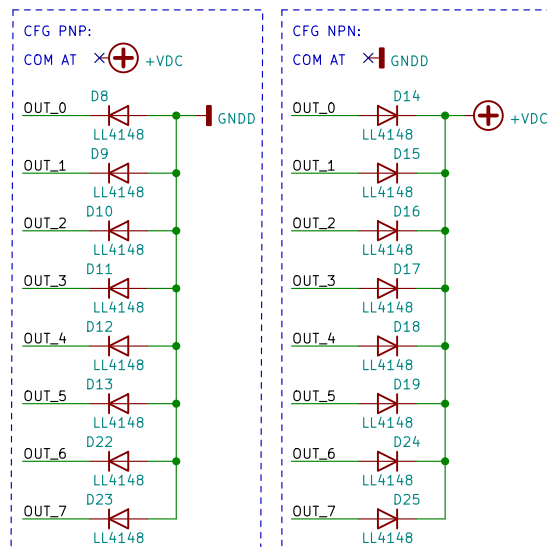 CFG PNP:
COM AT
+VDC
D8
OUT_0
LL4148
GNDD
D9
OUT_1
LL4148
D10
OUT_2
LL4148
D11
OUT_3
LL4148
D12
OUT_4
LL4148
D13
OUT_5
LL4148
D22
OUT_6
LL4148
D23
OUT_7
LL4148
CFG NPN:
COM AT
GNDD
D14
OUT_0
LL4148
+VDC
D15
OUT_1
LL4148
D16
OUT_2
LL4148
D17
OUT_3
LL4148
D18
OUT_4
LL4148
D19
OUT_5
LL4148
D24
OUT_6
LL4148
D25
OUT_7
LL4148